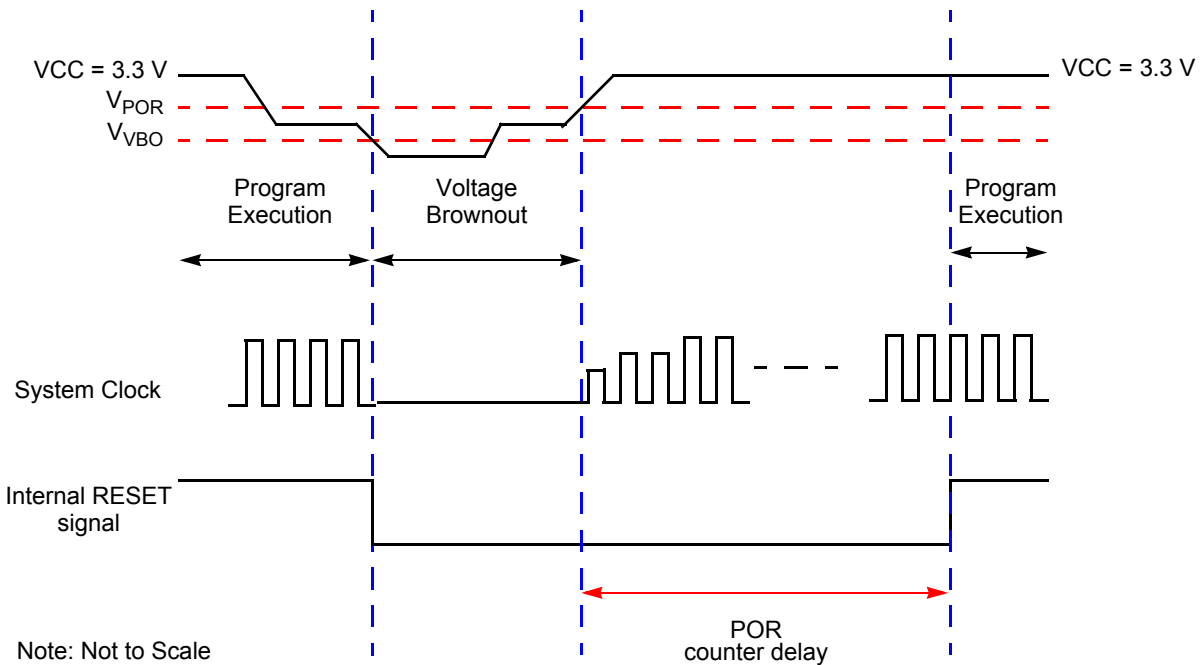 VCC = 3.3 V
VCC = 3.3 V
VPOR
VVBO
Program
Execution
Voltage
Brownout
Program
Execution
System Clock
Internal RESET
signal
POR
counter delay
Note: Not to Scale